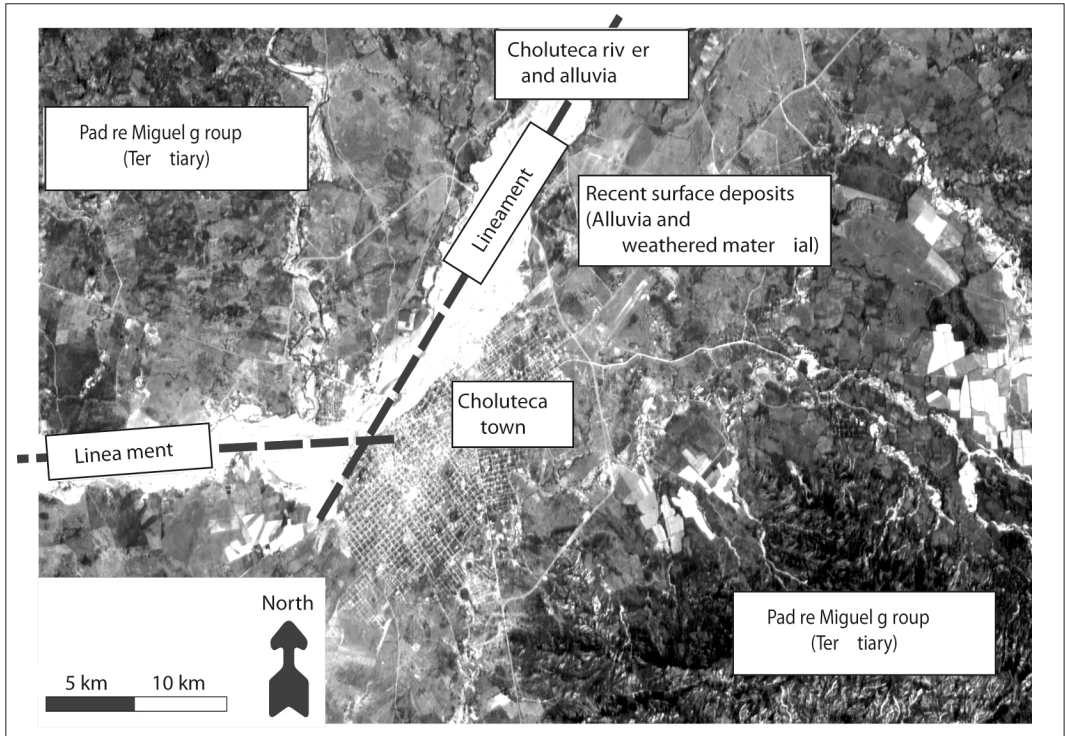 Choluteca riv er
and alluvia
Pad re Miguel g roup
(Ter tiary)
Lineament
Recent surface deposits
(Alluvia and
weathered mater ial)
Choluteca
town
Linea ment
North
Pad re Miguel g roup
(Ter tiary)
5 km 10 km